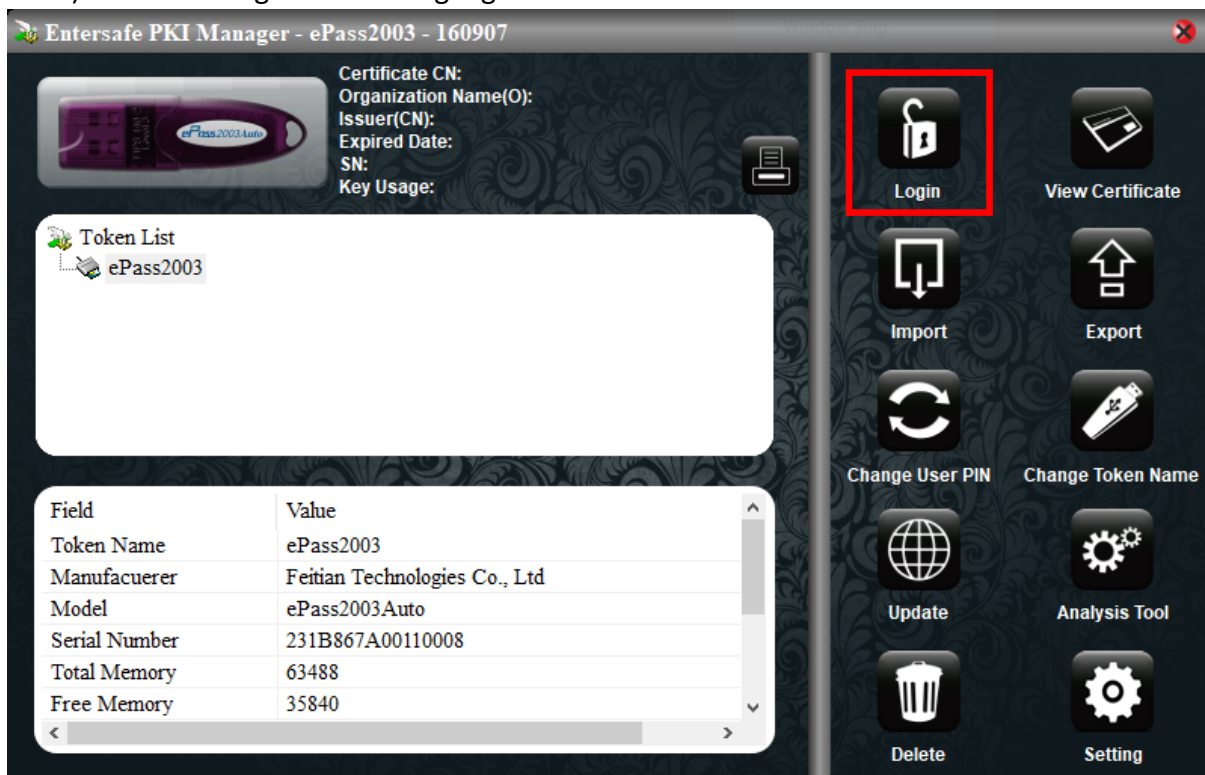 Entersafe PKI Manager - ePass2003 - 160907
ePass2003Auto
Certificate CN:
Organization Name(O):
Issuer(CN):
Expired Date:
SN:
Key Usage:
Token List
ePass2003
Field Value
Token Name ePass2003
Manufacuerer Feitian Technologies Co., Ltd
Model ePass2003Auto
Serial Number 231B867A00110008
Total Memory 63488
Free Memory 35840
Login View Certificate
Import Export
Change User PIN Change Token Name
Update Analysis Tool
Delete Setting